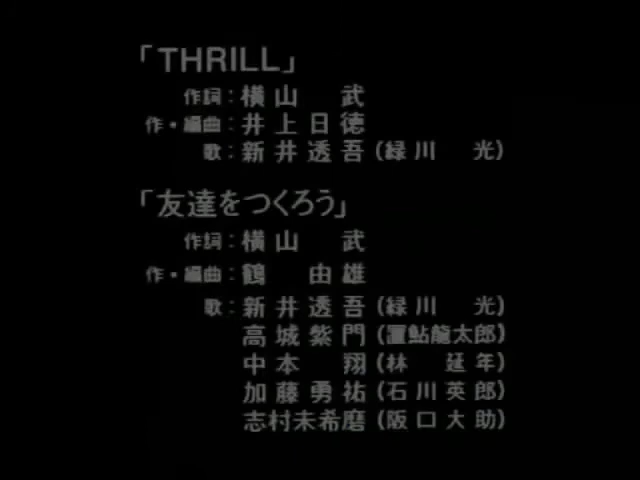 「THRILL」
作詞：横山　武
作・編曲：井上日徳
歌：新井透吾（緑川　光）
「友達をつくろう」
作詞：横山　武
作・編曲：鶴　由雄
歌：新井透吾（緑川　光）
高城紫門（置鮎龍太郎）
中本　翔（林　延年）
加藤勇祐（石川英郎）
志村未希磨（阪口大助）